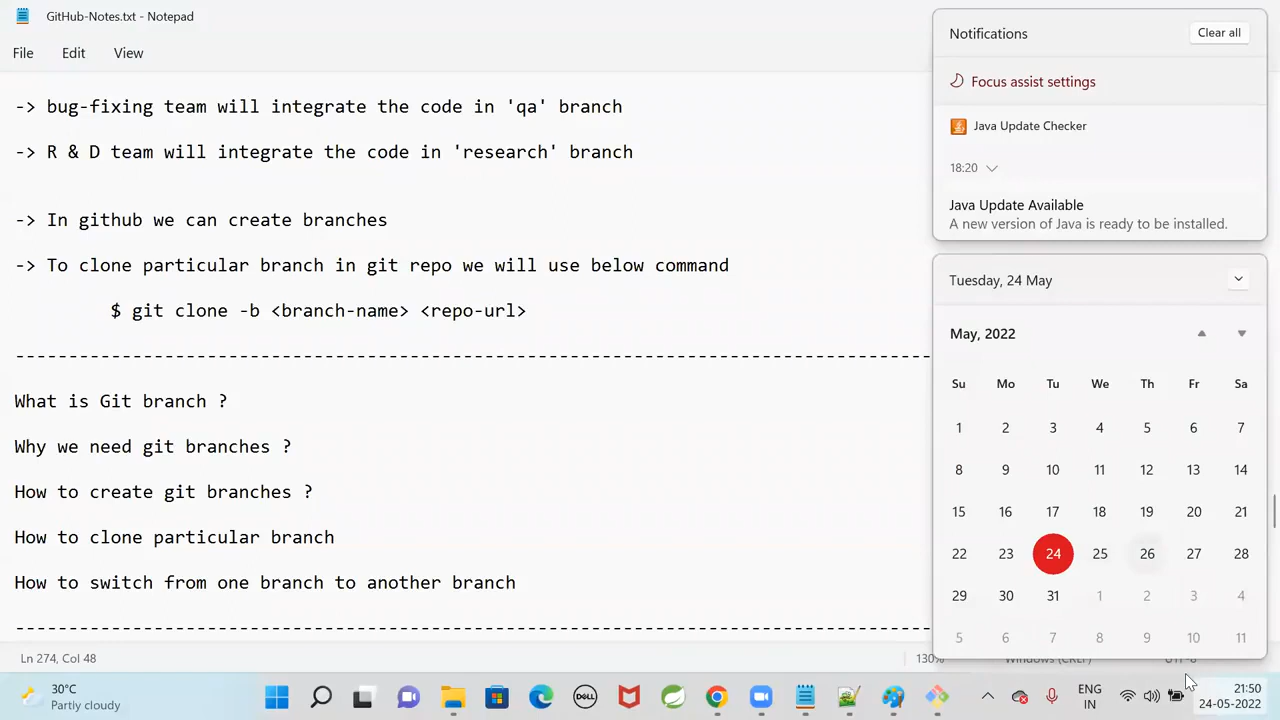 GitHub-Notes.txt - Notepad
File Edit View
-> bug-fixing team will integrate the code in 'qa' branch
-> R & D team will integrate the code in 'research' branch
-> In github we can create branches
-> To clone particular branch in git repo we will use below command
$ git clone -b <branch-name> <repo-url>
--------------------------------------------------------------------------------------
What is Git branch ?
Why we need git branches ?
How to create git branches ?
How to clone particular branch
How to switch from one branch to another branch
--------------------------------------------------------------------------------------
Ln 274, Col 48
130%
Windows (CRLF)
UTF-8
Notifications
Clear all
Focus assist settings
Java Update Checker
18:20
Java Update Available
A new version of Java is ready to be installed.
Tuesday, 24 May
May, 2022
Su Mo Tu We Th Fr Sa
1 2 3 4 5 6 7
8 9 10 11 12 13 14
15 16 17 18 19 20 21
22 23 24 25 26 27 28
29 30 31 1 2 3 4
5 6 7 8 9 10 11
30°C
Partly cloudy
DELL
ENG
IN
21:50
24-05-2022